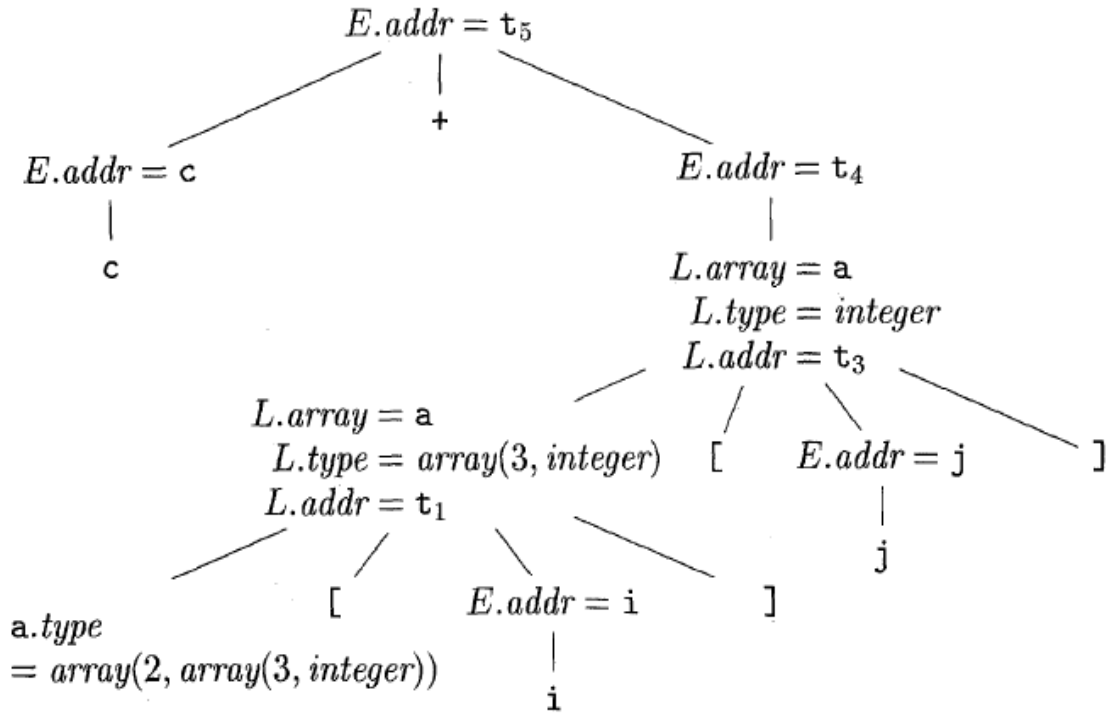 E.addr = t₅
+
E.addr = c
E.addr = t₄
c
L.array = a
L.type = integer
L.addr = t₃
L.array = a
L.type = array(3, integer)
[
E.addr = j
]
L.addr = t₁
j
[
E.addr = i
]
a.type
= array(2, array(3, integer))
i